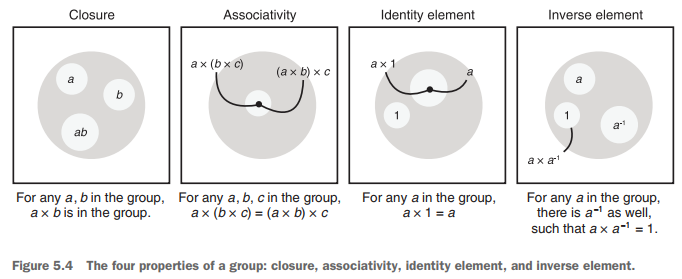 Closure
a
b
ab
For any a, b in the group,
a × b is in the group.
Associativity
a × (b × c)
(a × b) × c
For any a, b, c in the group,
a × (b × c) = (a × b) × c
Identity element
a × 1
a
1
For any a in the group,
a × 1 = a
Inverse element
a
1
a⁻¹
a × a⁻¹
For any a in the group,
there is a⁻¹ as well,
such that a × a⁻¹ = 1.
Figure 5.4 The four properties of a group: closure, associativity, identity element, and inverse element.